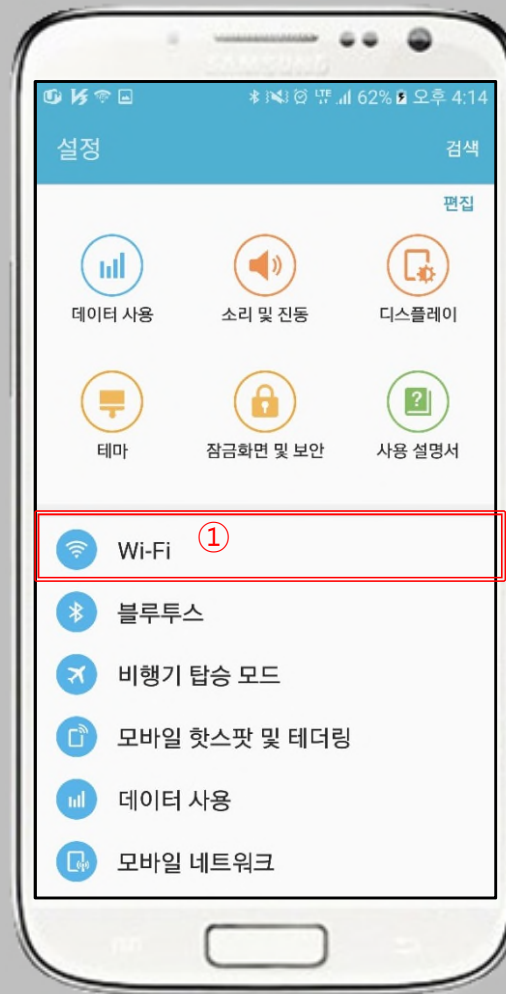 SAMSUNG
LTE 62% 오후 4:14
설정 검색
편집
데이터 사용 소리 및 진동 디스플레이
테마 잠금화면 및 보안 사용 설명서
Wi-Fi ①
블루투스
비행기 탑승 모드
모바일 핫스팟 및 테더링
데이터 사용
모바일 네트워크